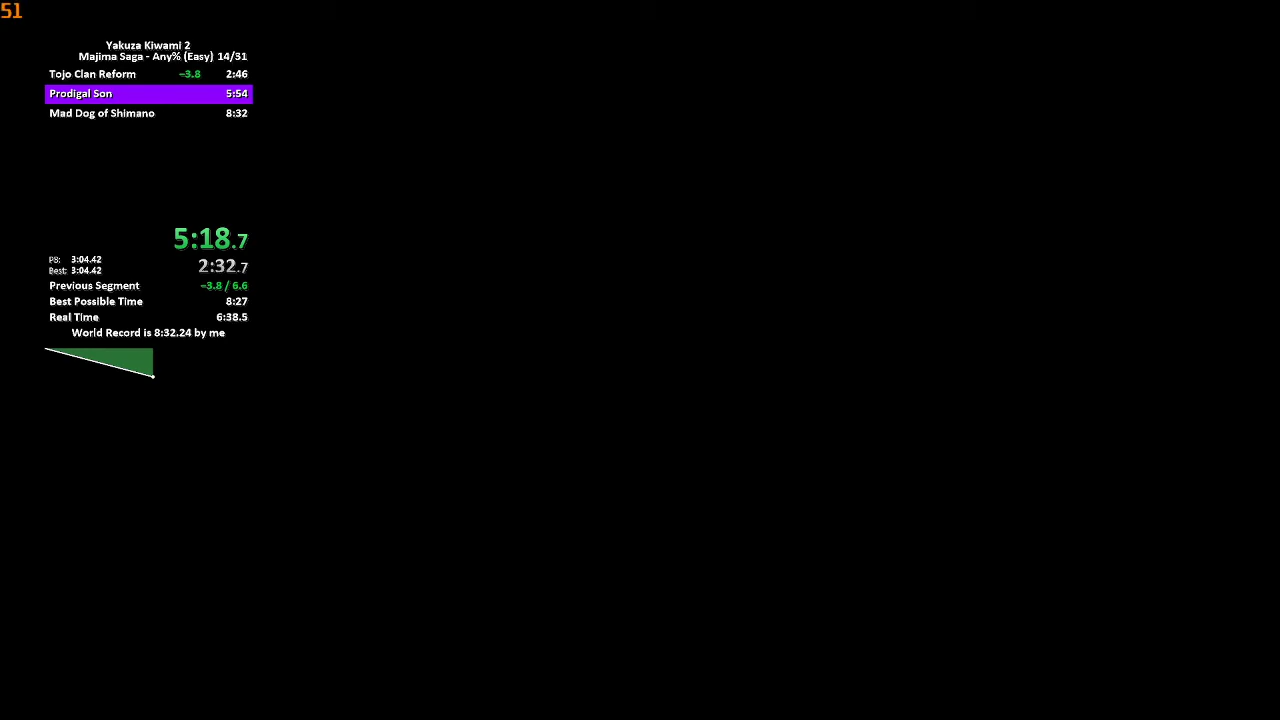 51
Yakuza Kiwami 2
Majima Saga - Any% (Easy) 14/31
Tojo Clan Reform −3.8 2:46
Prodigal Son 5:54
Mad Dog of Shimano 8:32
5:18.7
PB: 3:04.42
2:32.7
Best: 3:04.42
Previous Segment −3.8 / 6.6
Best Possible Time 8:27
Real Time 6:38.5
World Record is 8:32.24 by me